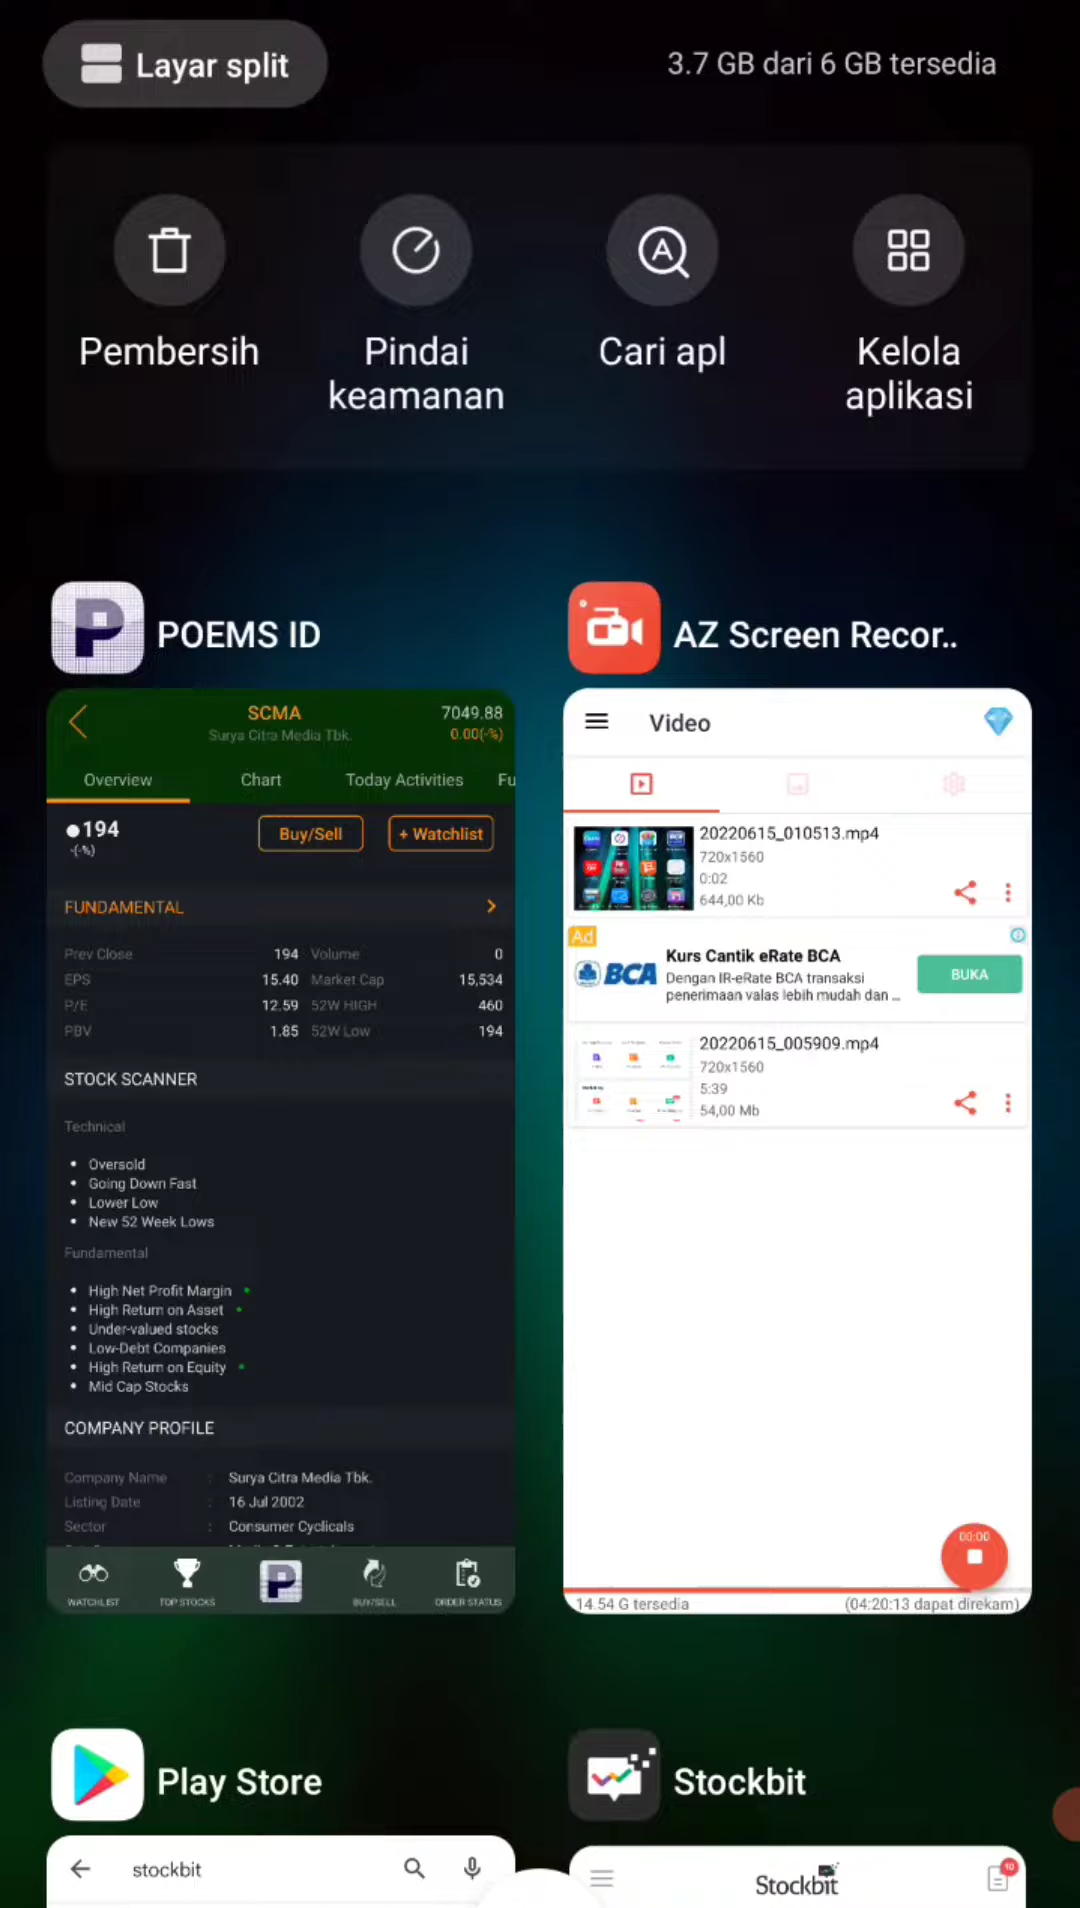 Layar split
3.7 GB dari 6 GB tersedia
Pembersih
Pindai
keamanan
Cari apl
Kelola
aplikasi
POEMS ID
SCMA
7049.88
Surya Citra Media Tbk.
0.00(-%)
Overview Chart Today Activities Fu
194
-(-%)
Buy/Sell
+ Watchlist
FUNDAMENTAL
Prev Close 194 Volume 0
EPS 15.40 Market Cap 15,534
P/E 12.59 52W HIGH 460
PBV 1.85 52W Low 194
STOCK SCANNER
Technical
• Oversold
• Going Down Fast
• Lower Low
• New 52 Week Lows
Fundamental
• High Net Profit Margin
• High Return on Asset
• Under-valued stocks
• Low-Debt Companies
• High Return on Equity
• Mid Cap Stocks
COMPANY PROFILE
Company Name : Surya Citra Media Tbk.
Listing Date : 16 Jul 2002
Sector : Consumer Cyclicals
WATCHLIST TOP STOCKS BUY/SELL ORDER STATUS
AZ Screen Recor..
Video
20220615_010513.mp4
720x1560
0:02
644,00 Kb
Ad
BCA
Kurs Cantik eRate BCA
Dengan IR-eRate BCA transaksi
penerimaan valas lebih mudah dan ...
BUKA
20220615_005909.mp4
720x1560
5:39
54,00 Mb
00:00
14.54 G tersedia
(04:20:13 dapat direkam)
Play Store
stockbit
Stockbit
Stockbit
10